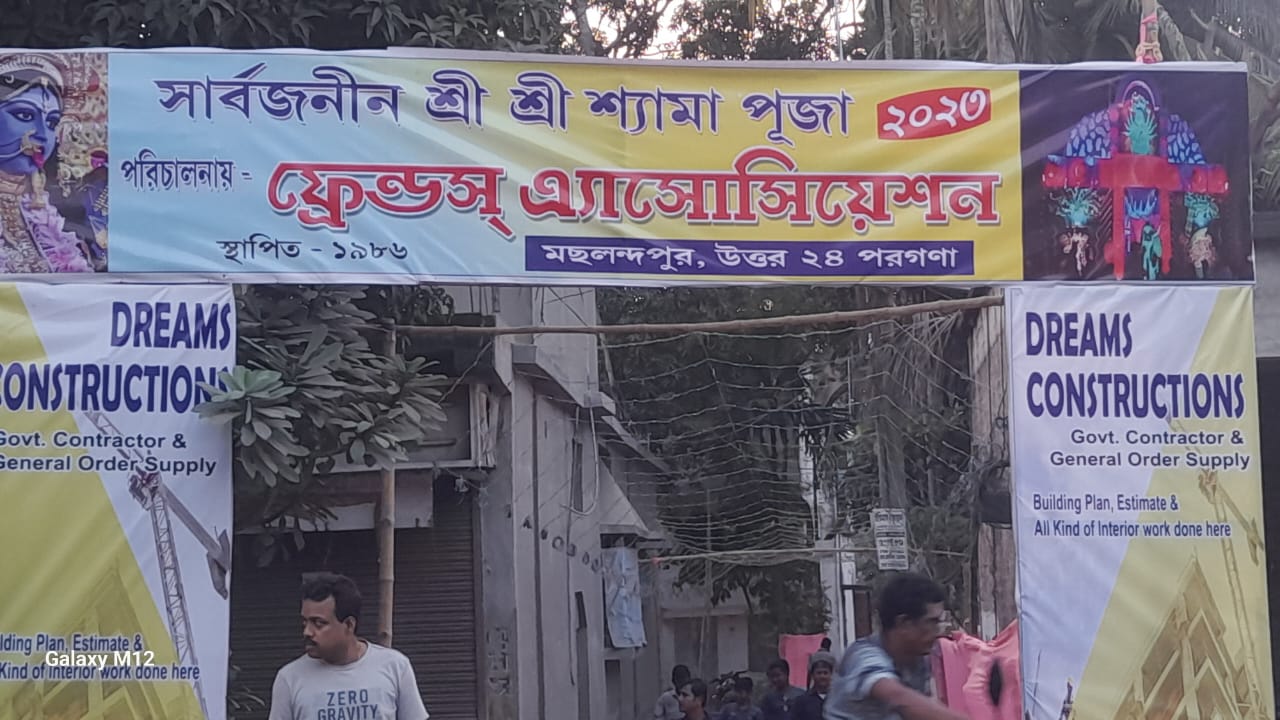 সার্বজনীন শ্রী শ্রী শ্যামা পূজা ২০২৩
পরিচালনায় -
ফ্রেন্ডস্ এ্যাসোসিয়েশন
স্থাপিত - ১৯৮৬
মছলন্দপুর, উত্তর ২৪ পরগণা
DREAMS
CONSTRUCTIONS
Govt. Contractor &
General Order Supply
lding Plan, Estimate &
Kind of Interior work done here
DREAMS
CONSTRUCTIONS
Govt. Contractor &
General Order Supply
Building Plan, Estimate &
All Kind of Interior work done here
ZERO
GRAVITY
Galaxy M12